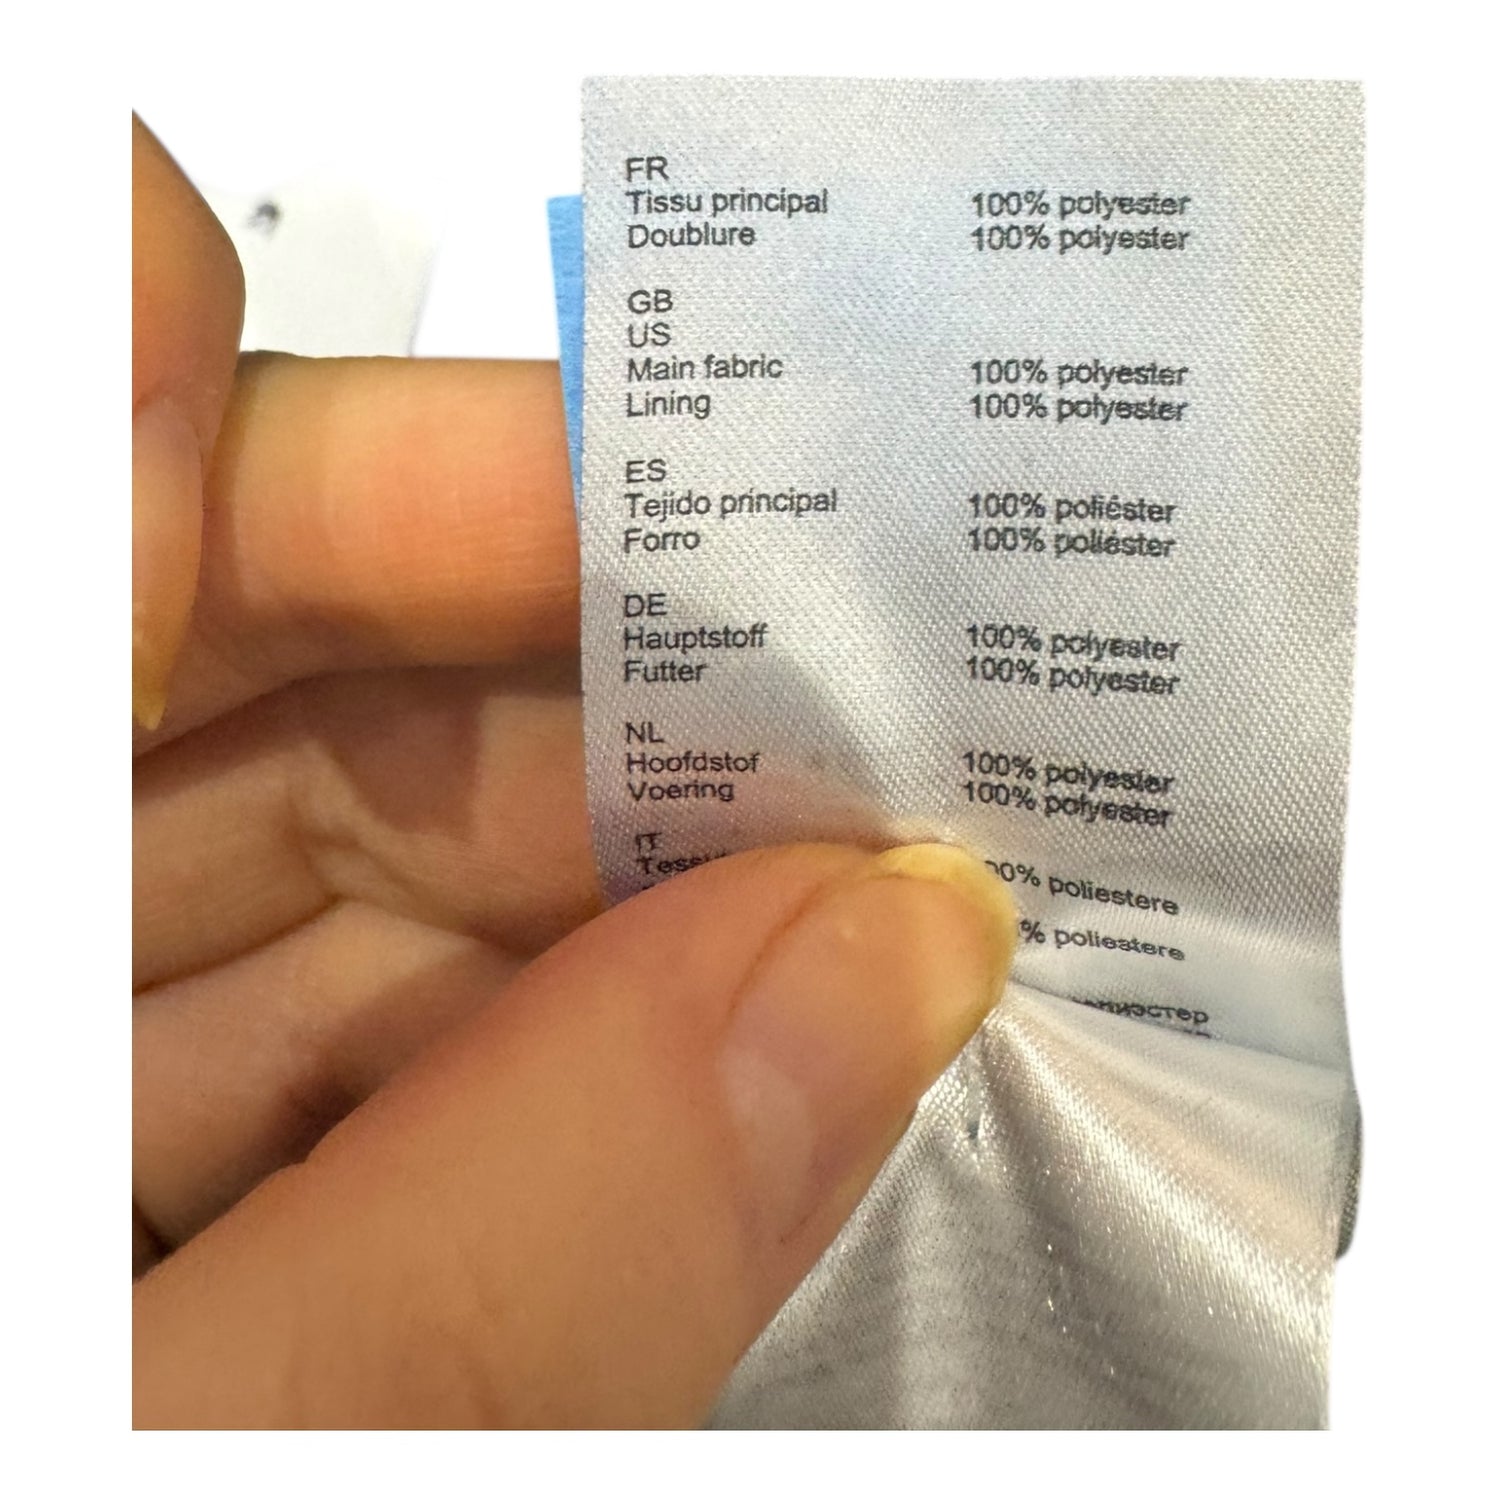 FR
Tissu principal 100% polyester
Doublure 100% polyester
GB
US
Main fabric 100% polyester
Lining 100% polyester
ES
Tejido principal 100% poliéster
Forro 100% poliéster
DE
Hauptstoff 100% polyester
Futter 100% polyester
NL
Hoofdstof 100% polyester
Voering 100% polyester
IT
poliestere
% poliestere